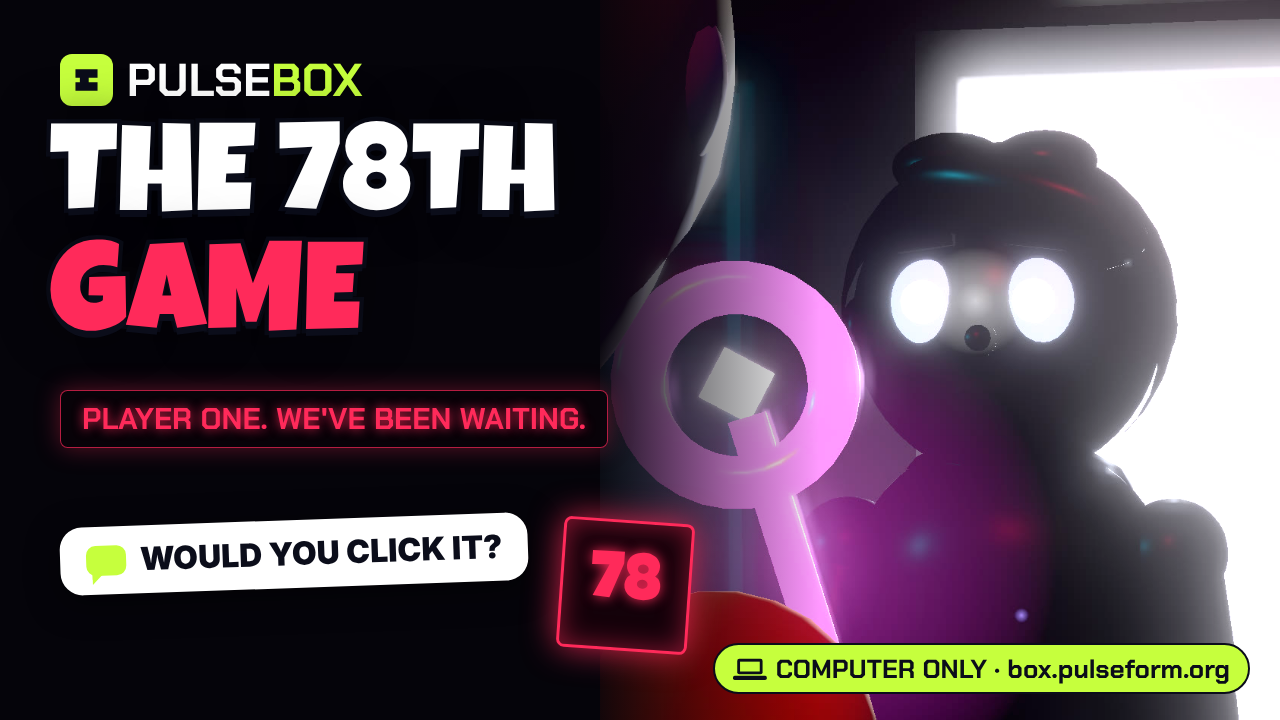 PULSEBOX
THE 78TH
GAME
PLAYER ONE. WE'VE BEEN WAITING.
WOULD YOU CLICK IT?
78
COMPUTER ONLY · box.pulseform.org